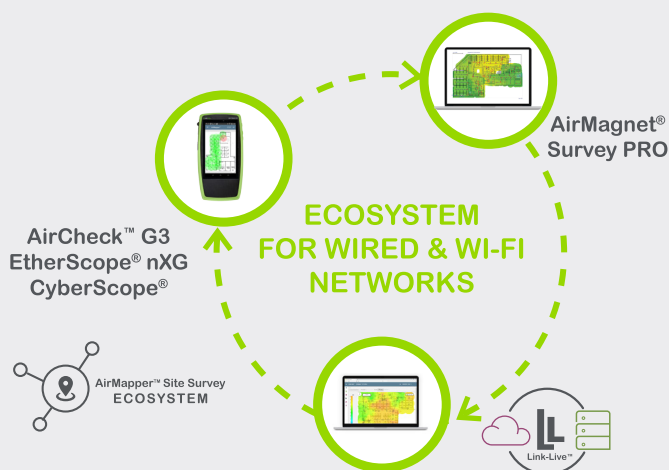 AirMagnet®
Survey PRO
ECOSYSTEM
FOR WIRED & WI-FI
NETWORKS
AirCheck™ G3
EtherScope® nXG
CyberScope®
AirMapper™ Site Survey
ECOSYSTEM
LL
Link-Live™